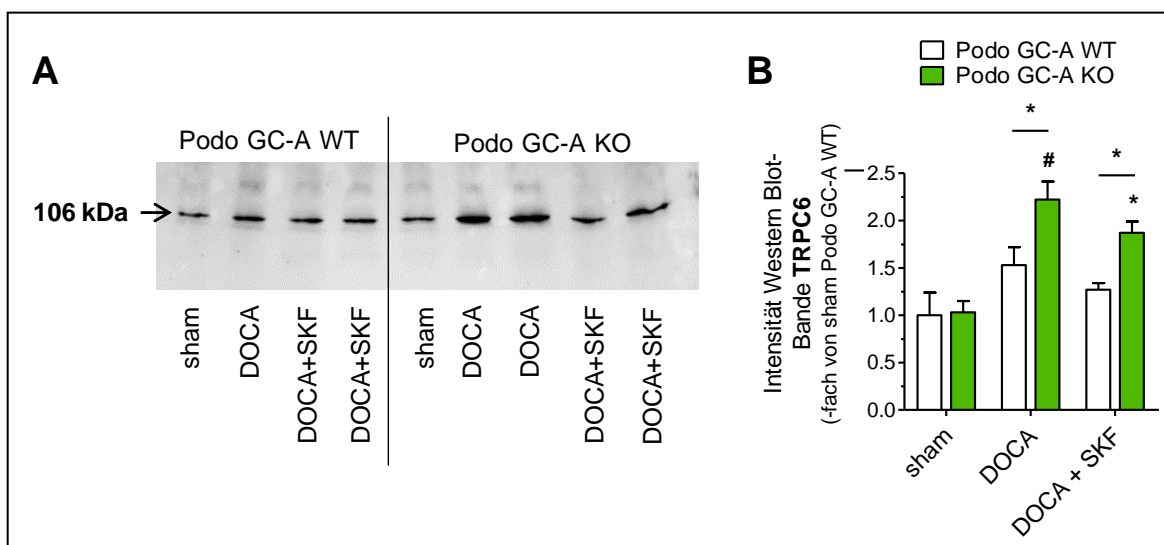 A
Podo GC-A WT
Podo GC-A KO
106 kDa
sham
DOCA
DOCA+SKF
DOCA+SKF
sham
DOCA
DOCA
DOCA+SKF
DOCA+SKF
B
Podo GC-A WT
Podo GC-A KO
Intensität Western Blot-
Bande TRPC6
(-fach von sham Podo GC-A WT)
2.5
2.0
1.5
1.0
0.5
0.0
*
#
*
*
sham
DOCA
DOCA + SKF